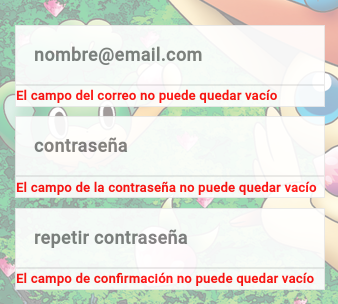 nombre@email.com
El campo del correo no puede quedar vacío
contraseña
El campo de la contraseña no puede quedar vacío
repetir contraseña
El campo de confirmación no puede quedar vacío